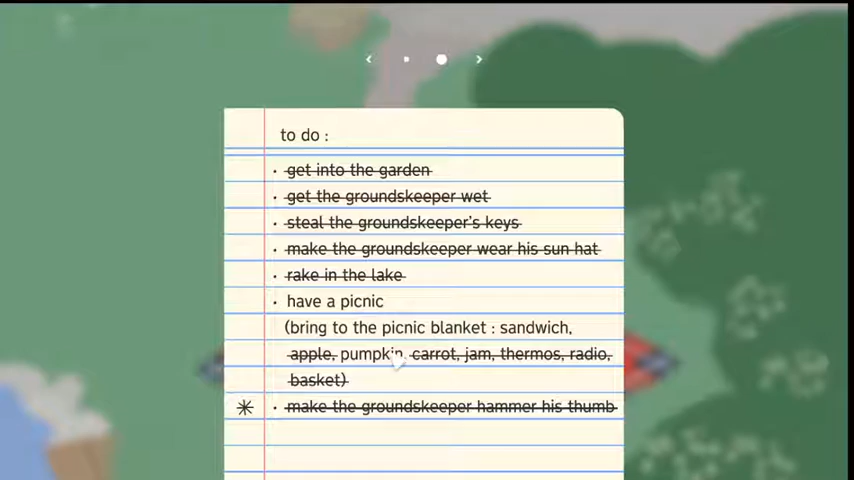 to do :
· get into the garden
· get the groundskeeper wet
· steal the groundskeeper's keys
· make the groundskeeper wear his sun hat
· rake in the lake
· have a picnic
(bring to the picnic blanket : sandwich,
apple, pumpkin, carrot, jam, thermos, radio,
basket)
· make the groundskeeper hammer his thumb